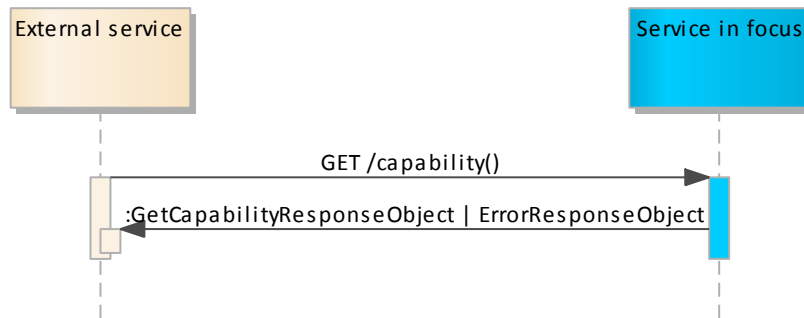 External service
Service in focus
GET /capability()
:GetCapabilityResponseObject | ErrorResponseObject